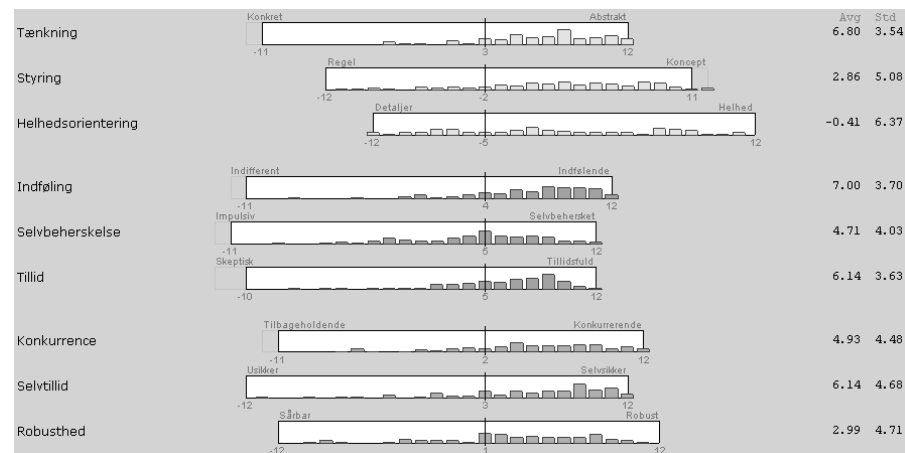 Konkret Abstrakt Avg Std
Tænkning 6.80 3.54
-11 3 12
Regel Koncept
Styring 2.86 5.08
-12 -2 11
Detaljer Helhed
Helhedsorientering -0.41 6.37
-12 -5 12
Indifferent Indfølende
Indføling 7.00 3.70
-11 4 12
Impulsiv Selvbehersket
Selvbeherskelse 4.71 4.03
-11 5 12
Skeptisk Tillidsfuld
Tillid 6.14 3.63
-10 5 12
Tilbageholdende Konkurrerende
Konkurrence 4.93 4.48
-11 2 12
Usikker Selvsikker
Selvtillid 6.14 4.68
-12 3 12
Sårbar Robust
Robusthed 2.99 4.71
-12 1 12